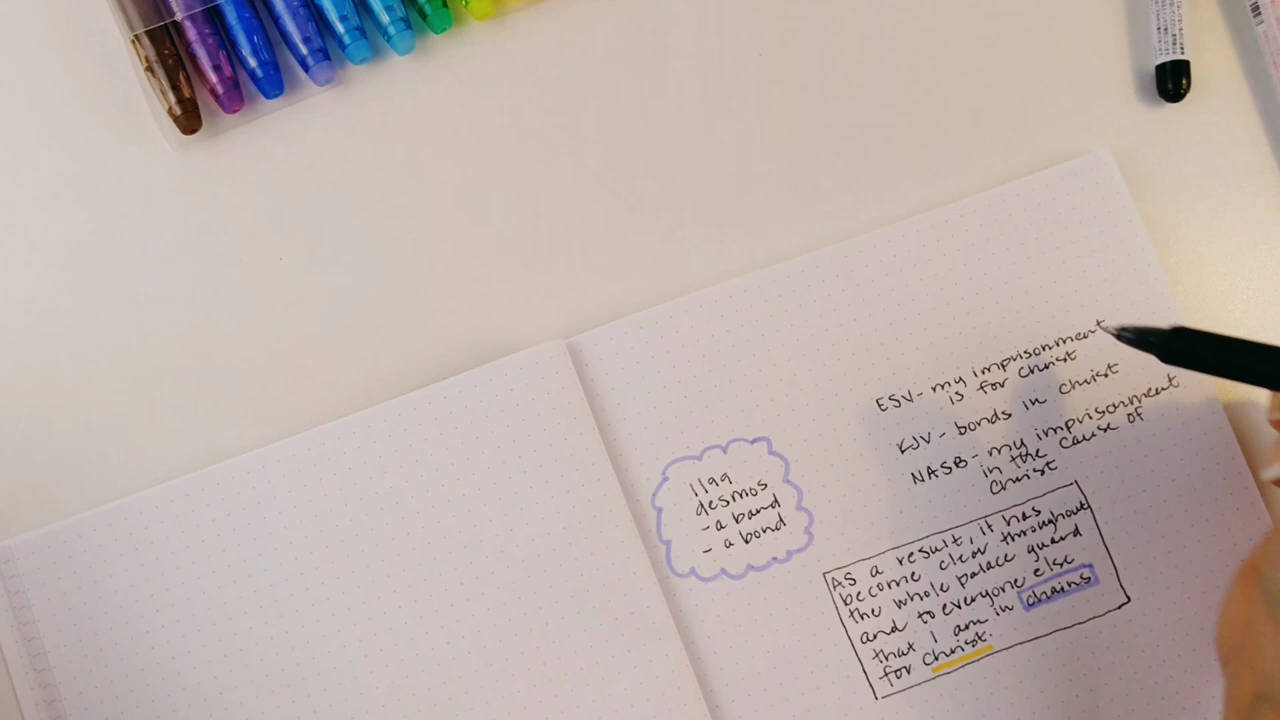 ESV - my imprisonment
is for Christ
KJV - bonds in Christ
NASB - my imprisonment
in the cause of
Christ
1199
desmos
- a band
- a bond
As a result, it has
become clear throughout
the whole palace guard
and to everyone else
that I am in chains
for Christ.